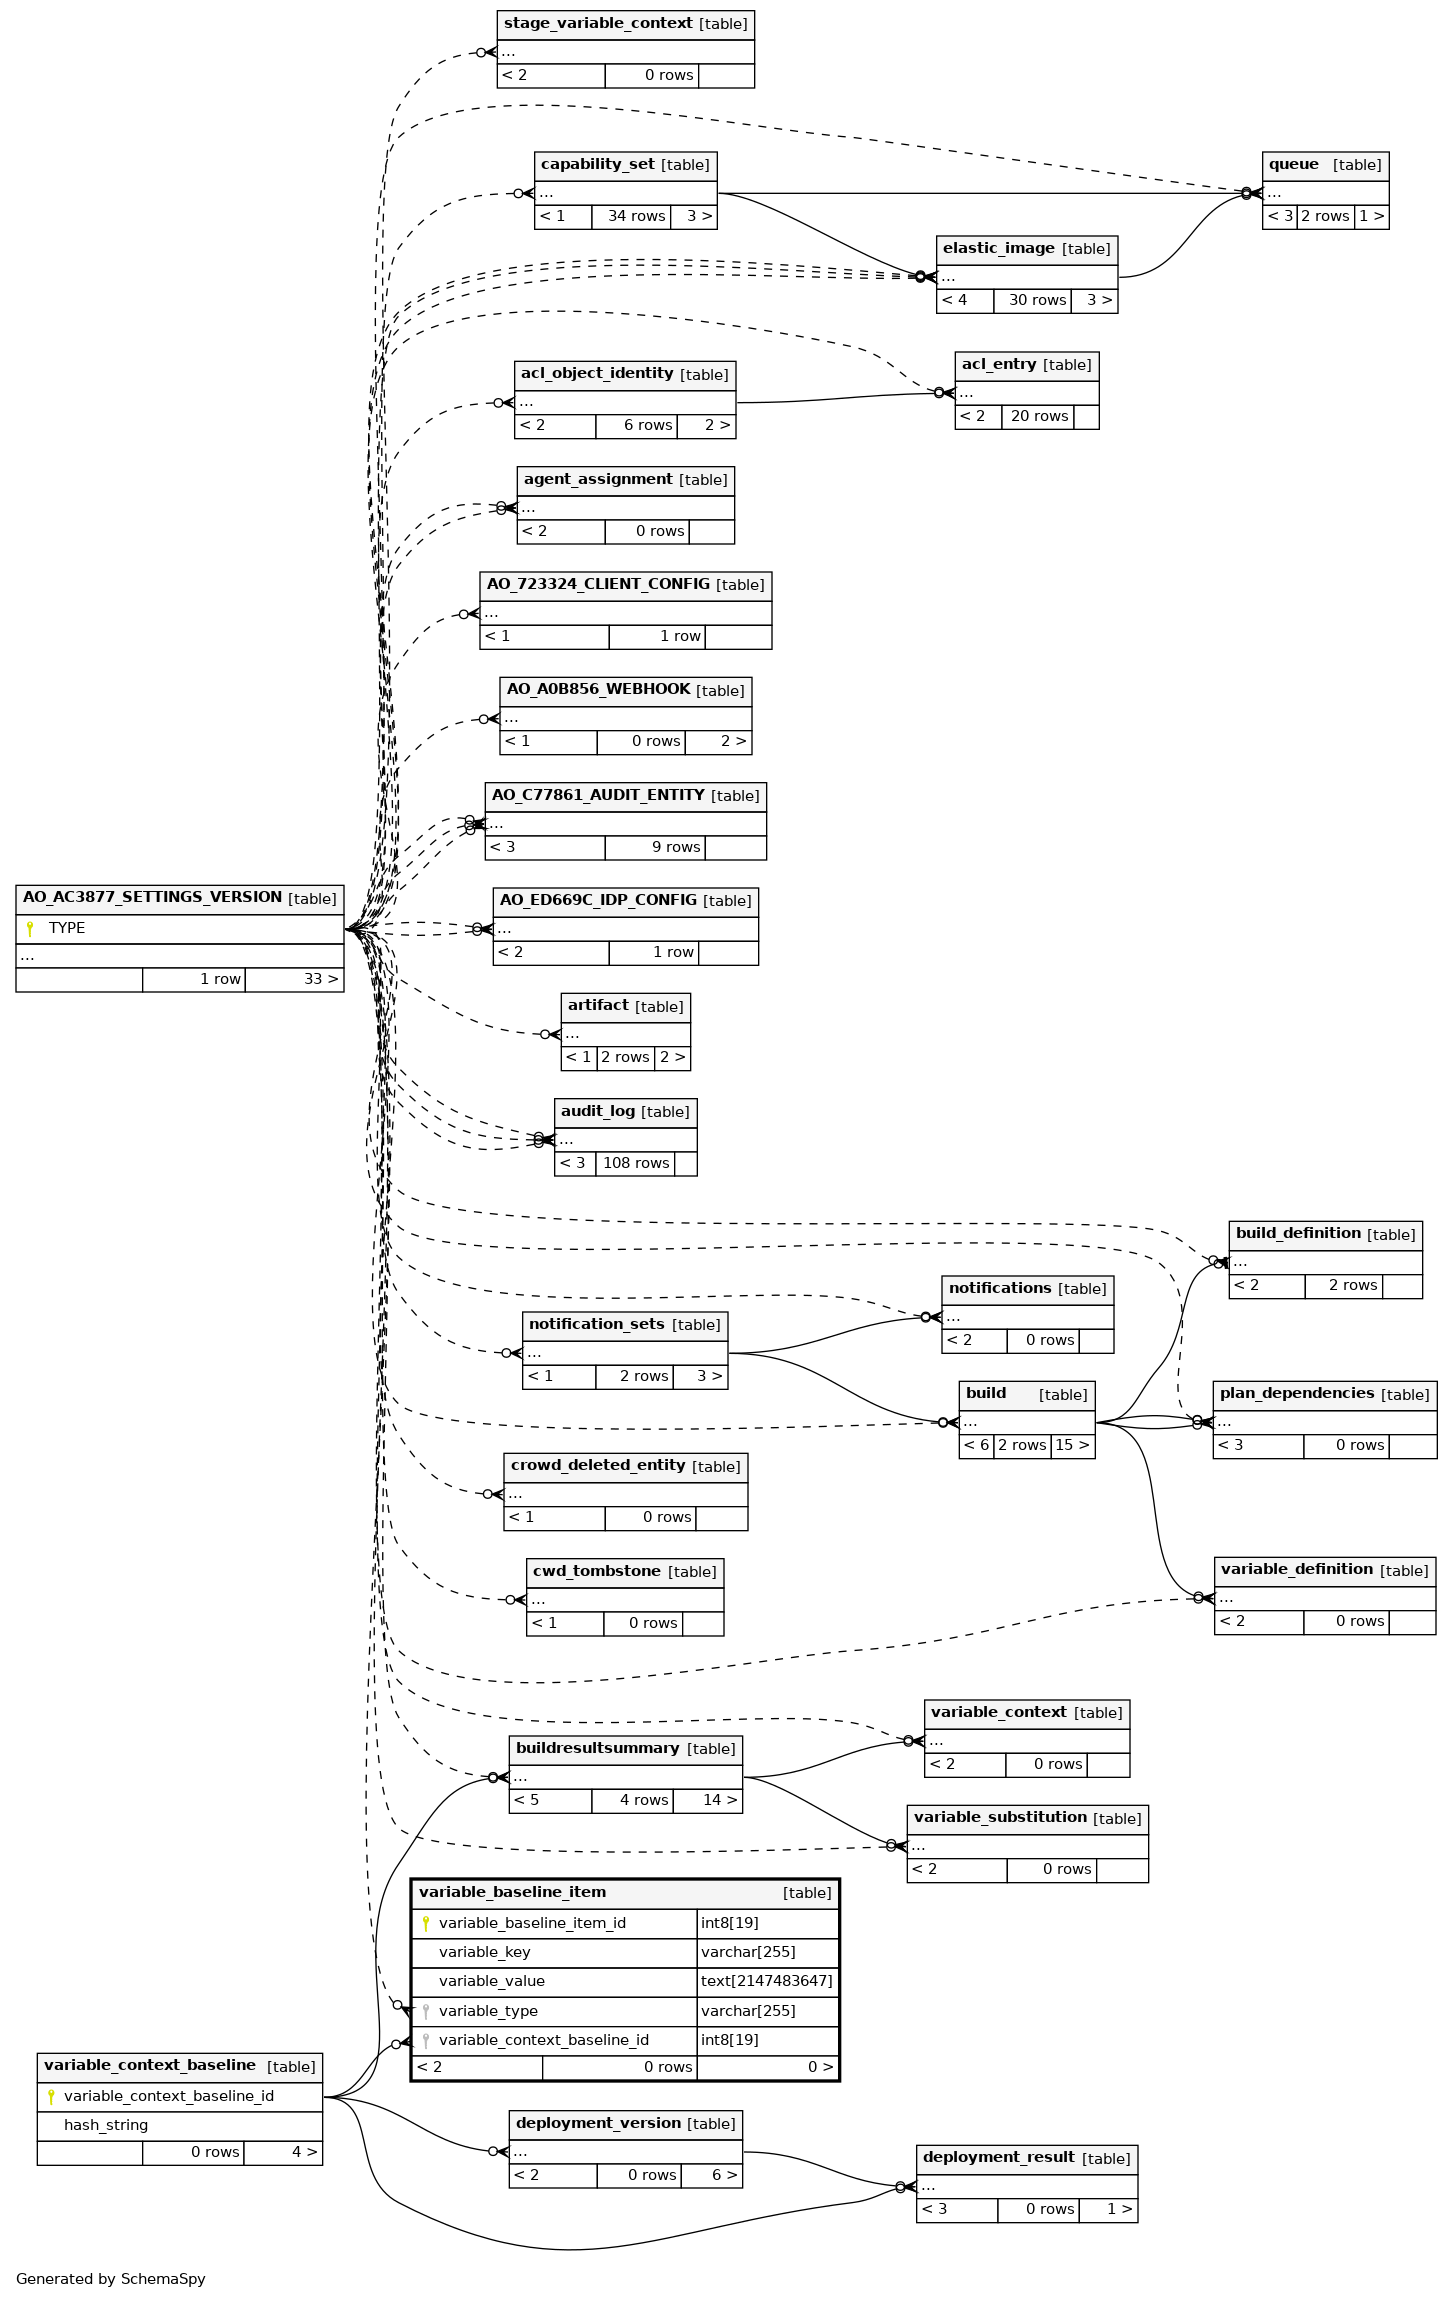 stage_variable_context [table]
...
< 2 0 rows
capability_set [table]
...
< 1 34 rows 3 >
queue [table]
...
< 3 2 rows 1 >
elastic_image [table]
...
< 4 30 rows 3 >
acl_entry [table]
...
< 2 20 rows
acl_object_identity [table]
...
< 2 6 rows 2 >
agent_assignment [table]
...
< 2 0 rows
AO_723324_CLIENT_CONFIG [table]
...
< 1 1 row
AO_A0B856_WEBHOOK [table]
...
< 1 0 rows 2 >
AO_C77861_AUDIT_ENTITY [table]
...
< 3 9 rows
AO_AC3877_SETTINGS_VERSION [table]
TYPE
...
1 row 33 >
AO_ED669C_IDP_CONFIG [table]
...
< 2 1 row
artifact [table]
...
< 1 2 rows 2 >
audit_log [table]
...
< 3 108 rows
build_definition [table]
...
< 2 2 rows
notifications [table]
...
< 2 0 rows
notification_sets [table]
...
< 1 2 rows 3 >
build [table]
...
< 6 2 rows 15 >
plan_dependencies [table]
...
< 3 0 rows
crowd_deleted_entity [table]
...
< 1 0 rows
cwd_tombstone [table]
...
< 1 0 rows
variable_definition [table]
...
< 2 0 rows
variable_context [table]
...
< 2 0 rows
buildresultsummary [table]
...
< 5 4 rows 14 >
variable_substitution [table]
...
< 2 0 rows
variable_baseline_item [table]
variable_baseline_item_id int8[19]
variable_key varchar[255]
variable_value text[2147483647]
variable_type varchar[255]
variable_context_baseline_id int8[19]
< 2 0 rows 0 >
variable_context_baseline [table]
variable_context_baseline_id
hash_string
0 rows 4 >
deployment_version [table]
...
< 2 0 rows 6 >
deployment_result [table]
...
< 3 0 rows 1 >
Generated by SchemaSpy